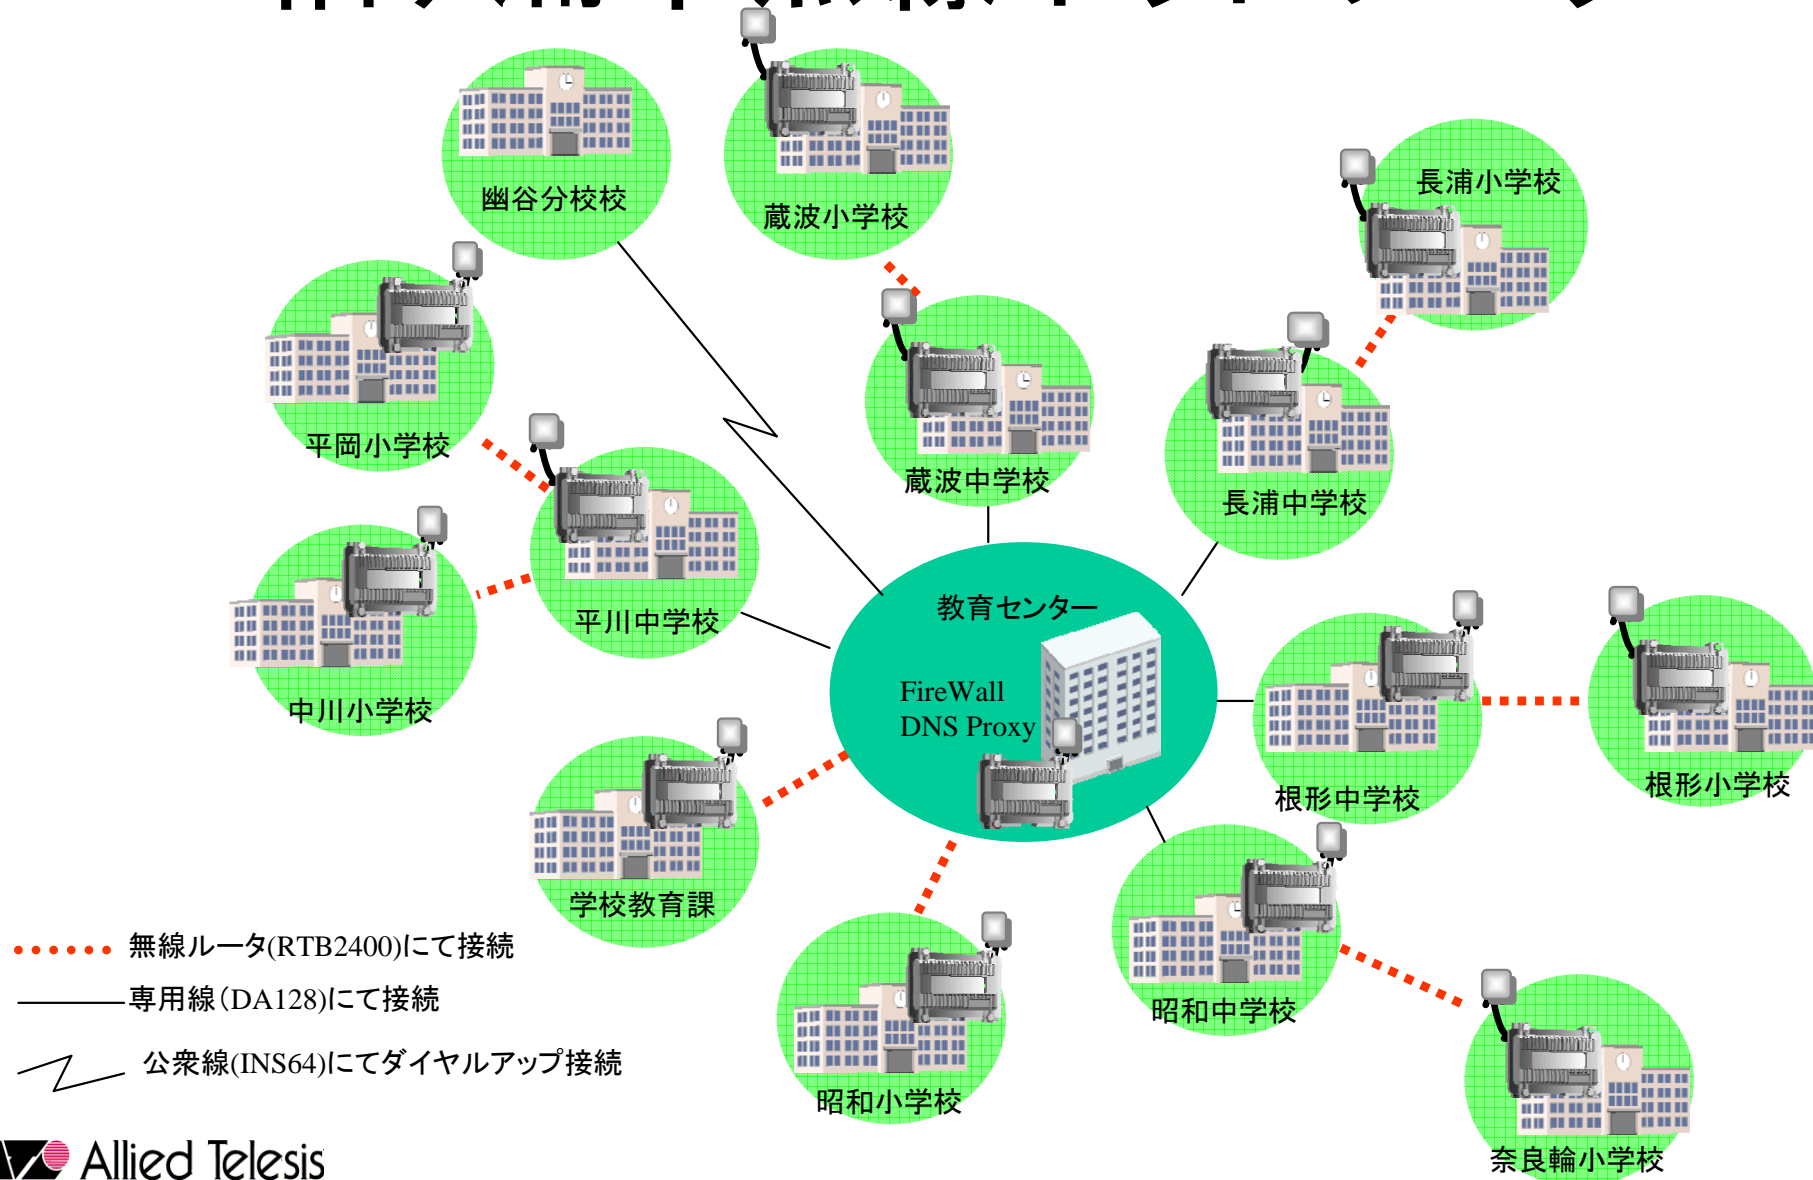 幽谷分校校
蔵波小学校
長浦小学校
平岡小学校
蔵波中学校
長浦中学校
平川中学校
中川小学校
教育センター
FireWall
DNS Proxy
根形中学校
根形小学校
学校教育課
昭和中学校
昭和小学校
奈良輪小学校
無線ルータ(RTB2400)にて接続
専用線（DA128)にて接続
公衆線(INS64)にてダイヤルアップ接続
Allied Telesis